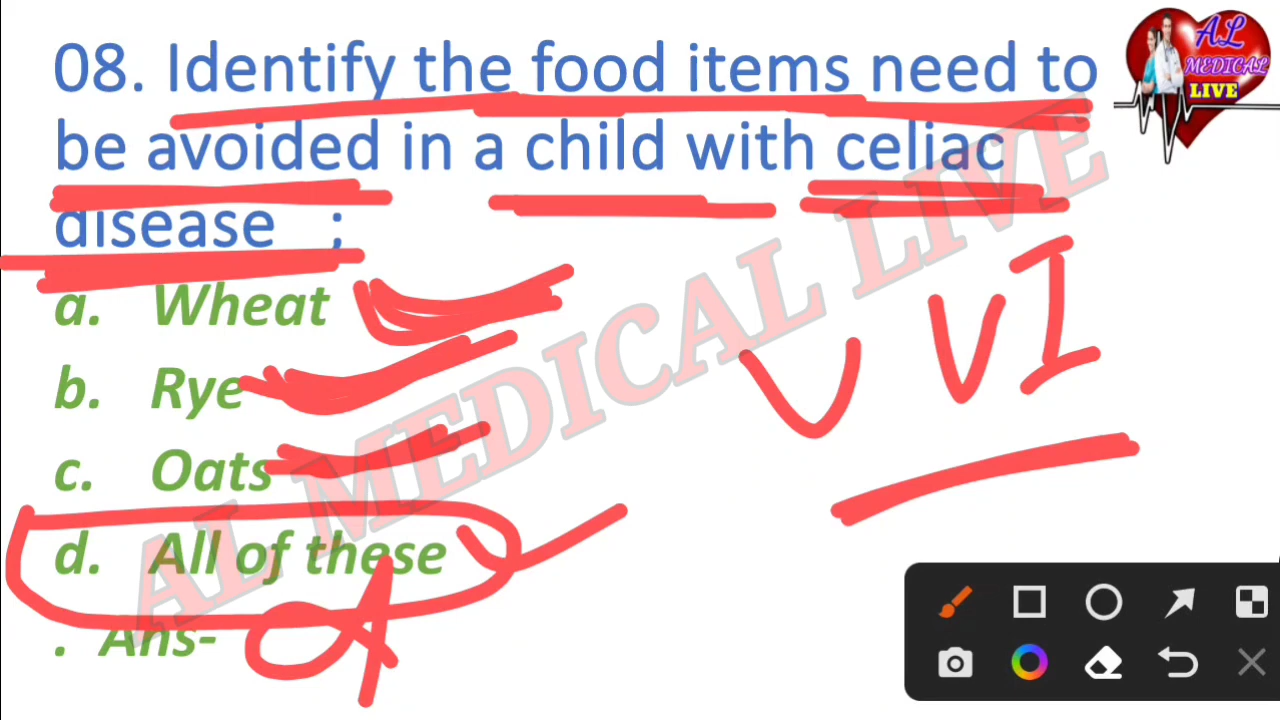 08. Identify the food items need to
be avoided in a child with celiac
disease ;
a. Wheat
b. Rye
c. Oats
d. All of these
. Ans- d
VVI
AL
MEDICAL
LIVE
AL MEDICAL LIVE